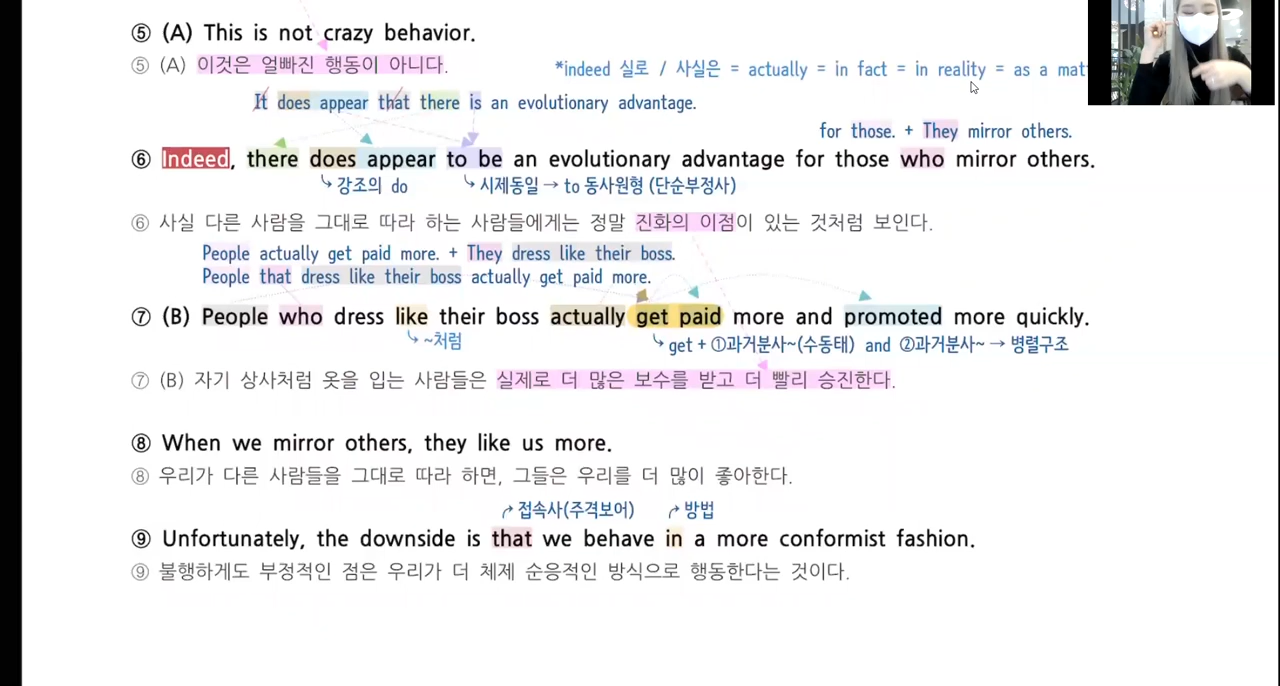 ⑤ (A) This is not crazy behavior.
⑤ (A) 이것은 얼빠진 행동이 아니다.
*indeed 실로 / 사실은 = actually = in fact = in reality = as a mat
It does appear that there is an evolutionary advantage.
for those. + They mirror others.
⑥ Indeed, there does appear to be an evolutionary advantage for those who mirror others.
↳ 강조의 do ↳ 시제동일 → to 동사원형 (단순부정사)
⑥ 사실 다른 사람을 그대로 따라 하는 사람들에게는 정말 진화의 이점이 있는 것처럼 보인다.
People actually get paid more. + They dress like their boss.
People that dress like their boss actually get paid more.
⑦ (B) People who dress like their boss actually get paid more and promoted more quickly.
↳ ~처럼 ↳ get + ①과거분사~(수동태) and ②과거분사~ → 병렬구조
⑦ (B) 자기 상사처럼 옷을 입는 사람들은 실제로 더 많은 보수를 받고 더 빨리 승진한다.
⑧ When we mirror others, they like us more.
⑧ 우리가 다른 사람들을 그대로 따라 하면, 그들은 우리를 더 많이 좋아한다.
접속사(주격보어) 방법
⑨ Unfortunately, the downside is that we behave in a more conformist fashion.
⑨ 불행하게도 부정적인 점은 우리가 더 체제 순응적인 방식으로 행동한다는 것이다.